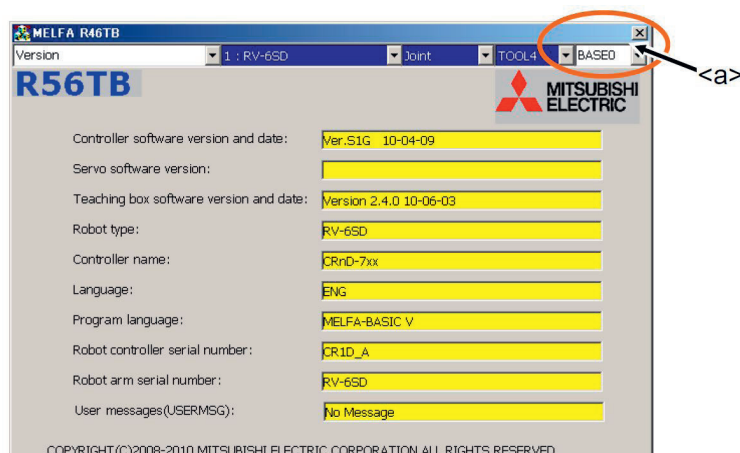 MELFA R46TB
Version 1 : RV-6SD Joint TOOL4 BASE0
<a>
R56TB
MITSUBISHI
ELECTRIC
Controller software version and date: Ver.S1G 10-04-09
Servo software version:
Teaching box software version and date: Version 2.4.0 10-06-03
Robot type: RV-6SD
Controller name: CRnD-7xx
Language: ENG
Program language: MELFA-BASIC V
Robot controller serial number: CR1D_A
Robot arm serial number: RV-6SD
User messages(USERMSG): No Message
COPYRIGHT(C)2008-2010 MITSUBISHI ELECTRIC CORPORATION ALL RIGHTS RESERVED